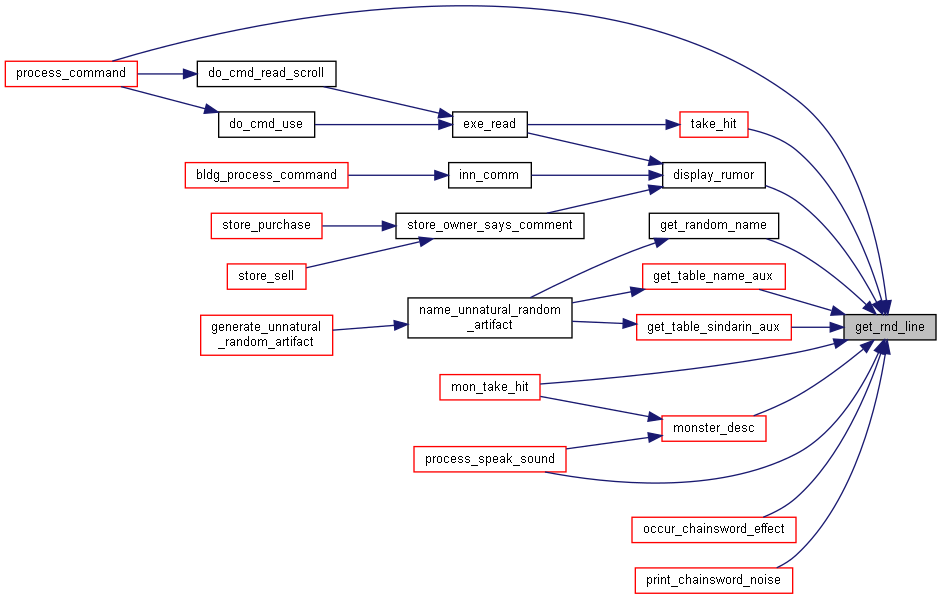 process_command
do_cmd_read_scroll
do_cmd_use
exe_read
take_hit
bldg_process_command
inn_comm
display_rumor
store_purchase
store_owner_says_comment
get_random_name
store_sell
get_table_name_aux
name_unnatural_random
_artifact
generate_unnatural
_random_artifact
get_table_sindarin_aux
get_rnd_line
mon_take_hit
monster_desc
process_speak_sound
occur_chainsword_effect
print_chainsword_noise